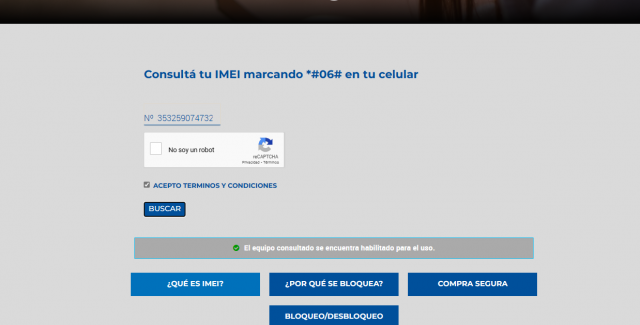 Consultá tu IMEI marcando *#06# en tu celular
Nº 353259074732
No soy un robot
reCAPTCHA
Privacidad - Términos
ACEPTO TERMINOS Y CONDICIONES
BUSCAR
El equipo consultado se encuentra habilitado para el uso.
¿QUÉ ES IMEI?
¿POR QUÉ SE BLOQUEA?
COMPRA SEGURA
BLOQUEO/DESBLOQUEO